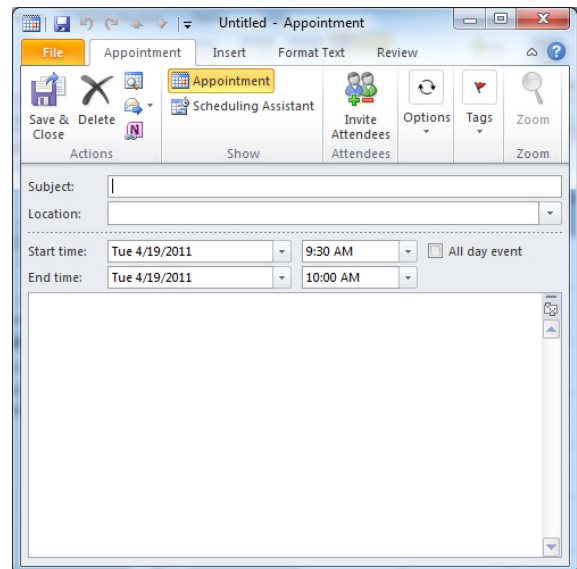 Untitled - Appointment
File Appointment Insert Format Text Review
Save & Close
Delete
Appointment
Scheduling Assistant
Invite Attendees
Options
Tags
Zoom
Actions Show Attendees Zoom
Subject:
Location:
Start time: Tue 4/19/2011 9:30 AM All day event
End time: Tue 4/19/2011 10:00 AM